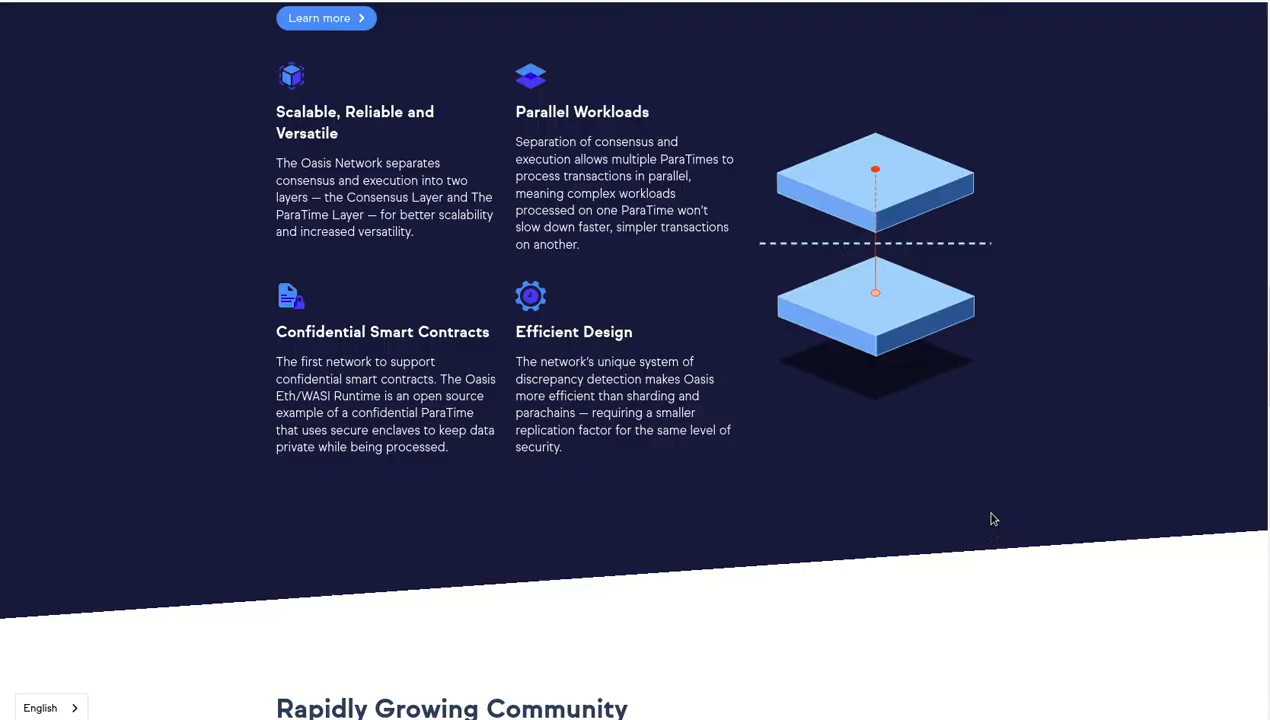 Learn more
Scalable, Reliable and
Versatile
The Oasis Network separates
consensus and execution into two
layers — the Consensus Layer and The
ParaTime Layer — for better scalability
and increased versatility.
Parallel Workloads
Separation of consensus and
execution allows multiple ParaTimes to
process transactions in parallel,
meaning complex workloads
processed on one ParaTime won't
slow down faster, simpler transactions
on another.
Confidential Smart Contracts
The first network to support
confidential smart contracts. The Oasis
Eth/WASI Runtime is an open source
example of a confidential ParaTime
that uses secure enclaves to keep data
private while being processed.
Efficient Design
The network's unique system of
discrepancy detection makes Oasis
more efficient than sharding and
parachains — requiring a smaller
replication factor for the same level of
security.
Rapidly Growing Community
English